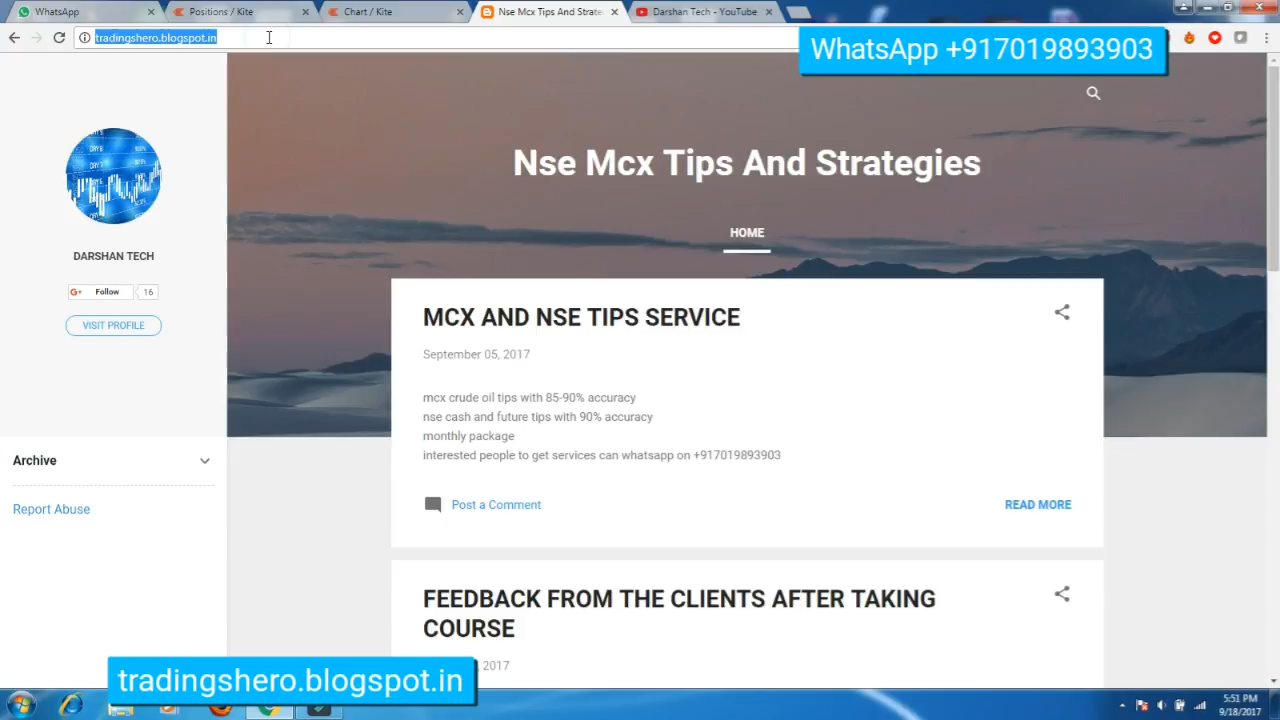 WhatsApp
Positions / Kite
Chart / Kite
Nse Mcx Tips And Strate
Darshan Tech - YouTube
tradingshero.blogspot.in
WhatsApp +917019893903
Nse Mcx Tips And Strategies
HOME
DARSHAN TECH
G+ Follow 16
VISIT PROFILE
Archive
Report Abuse
MCX AND NSE TIPS SERVICE
September 05, 2017
mcx crude oil tips with 85-90% accuracy
nse cash and future tips with 90% accuracy
monthly package
interested people to get services can whatsapp on +917019893903
Post a Comment
READ MORE
FEEDBACK FROM THE CLIENTS AFTER TAKING
COURSE
, 2017
tradingshero.blogspot.in
5:51 PM
9/18/2017